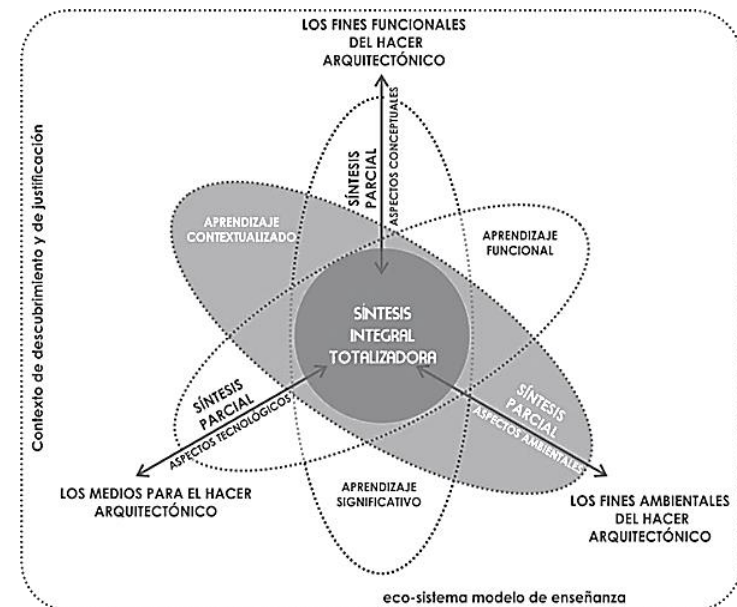 LOS FINES FUNCIONALES
DEL HACER
ARQUITECTÓNICO
Contexto de descubrimiento y de justificación
SÍNTESIS
PARCIAL
ASPECTOS CONCEPTUALES
APRENDIZAJE
CONTEXTUALIZADO
APRENDIZAJE
FUNCIONAL
SÍNTESIS
INTEGRAL
TOTALIZADORA
SÍNTESIS
PARCIAL
ASPECTOS TECNOLÓGICOS
SÍNTESIS
PARCIAL
ASPECTOS AMBIENTALES
LOS MEDIOS PARA EL HACER
ARQUITECTÓNICO
APRENDIZAJE
SIGNIFICATIVO
LOS FINES AMBIENTALES
DEL HACER
ARQUITECTÓNICO
eco-sistema modelo de enseñanza